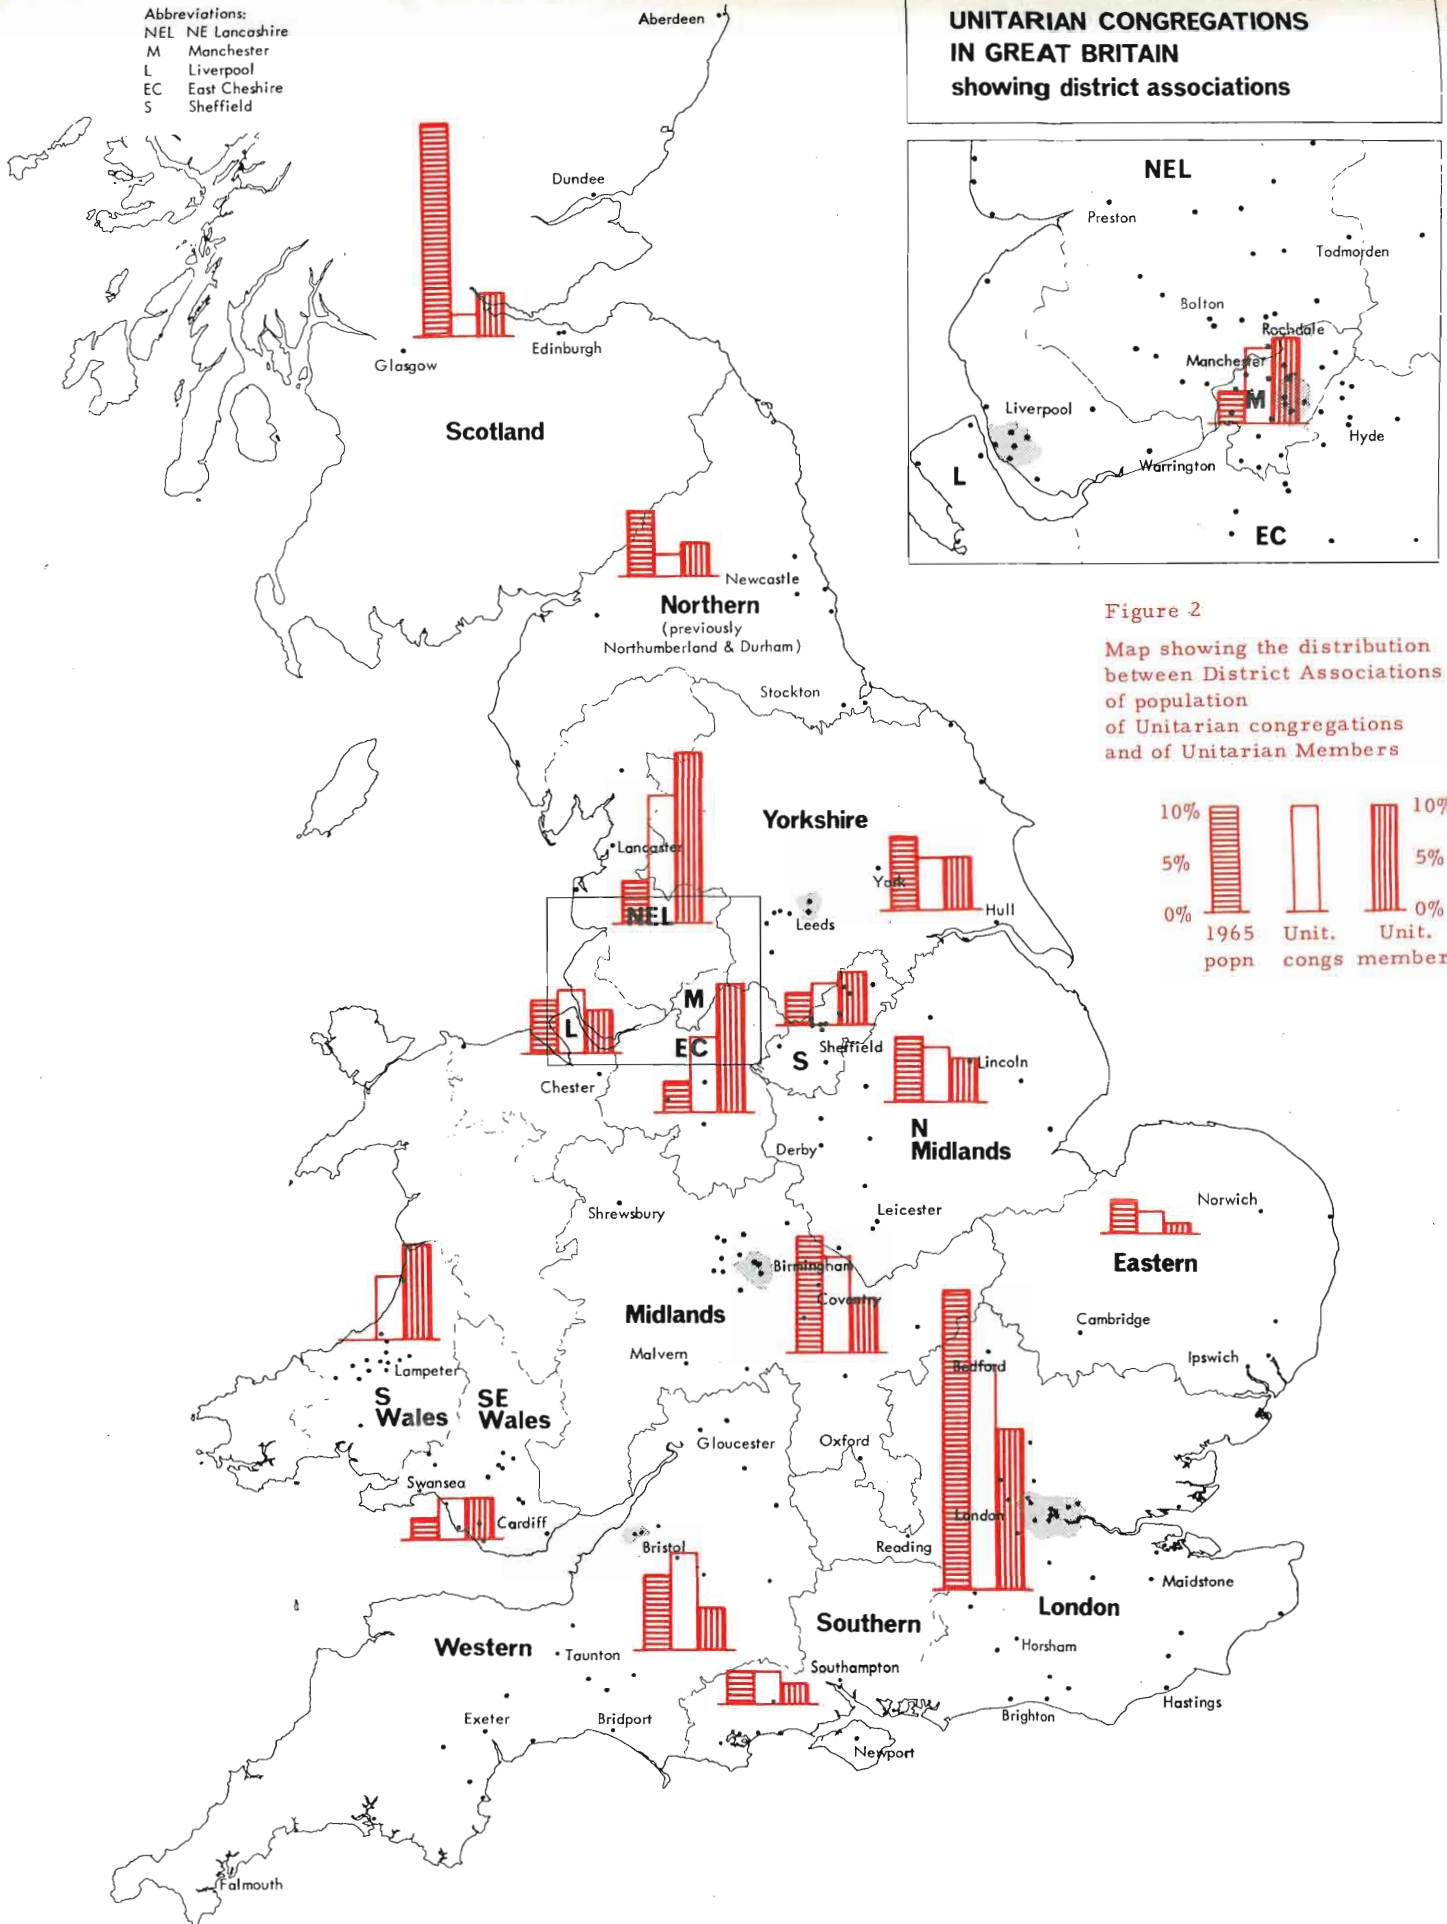 Abbreviations:
NEL NE Lancashire
M Manchester
L Liverpool
EC East Cheshire
S Sheffield
UNITARIAN CONGREGATIONS
IN GREAT BRITAIN
showing district associations
Aberdeen
Dundee
Edinburgh
Glasgow
Scotland
NEL
Preston
Todmorden
Bolton
Rochdale
Manchester
M
Liverpool
Hyde
Warrington
L
EC
Newcastle
Northern
(previously
Northumberland & Durham)
Stockton
Figure 2
Map showing the distribution
between District Associations
of population
of Unitarian congregations
and of Unitarian Members
10%
5%
0%
10%
5%
0%
1965 Unit. Unit.
popn congs member
Yorkshire
Lancaster
York
NEL
Leeds
Hull
M
L
EC
S
Sheffield
Lincoln
Chester
N
Midlands
Derby
Shrewsbury
Leicester
Norwich
Eastern
Birmingham
Coventry
Midlands
Cambridge
Malvern
Bedford
Ipswich
Lampeter
S
Wales
SE
Wales
Gloucester
Oxford
Swansea
Cardiff
London
Bristol
Reading
Maidstone
London
Southern
Western
Taunton
Horsham
Southampton
Hastings
Brighton
Exeter
Bridport
Newport
Falmouth